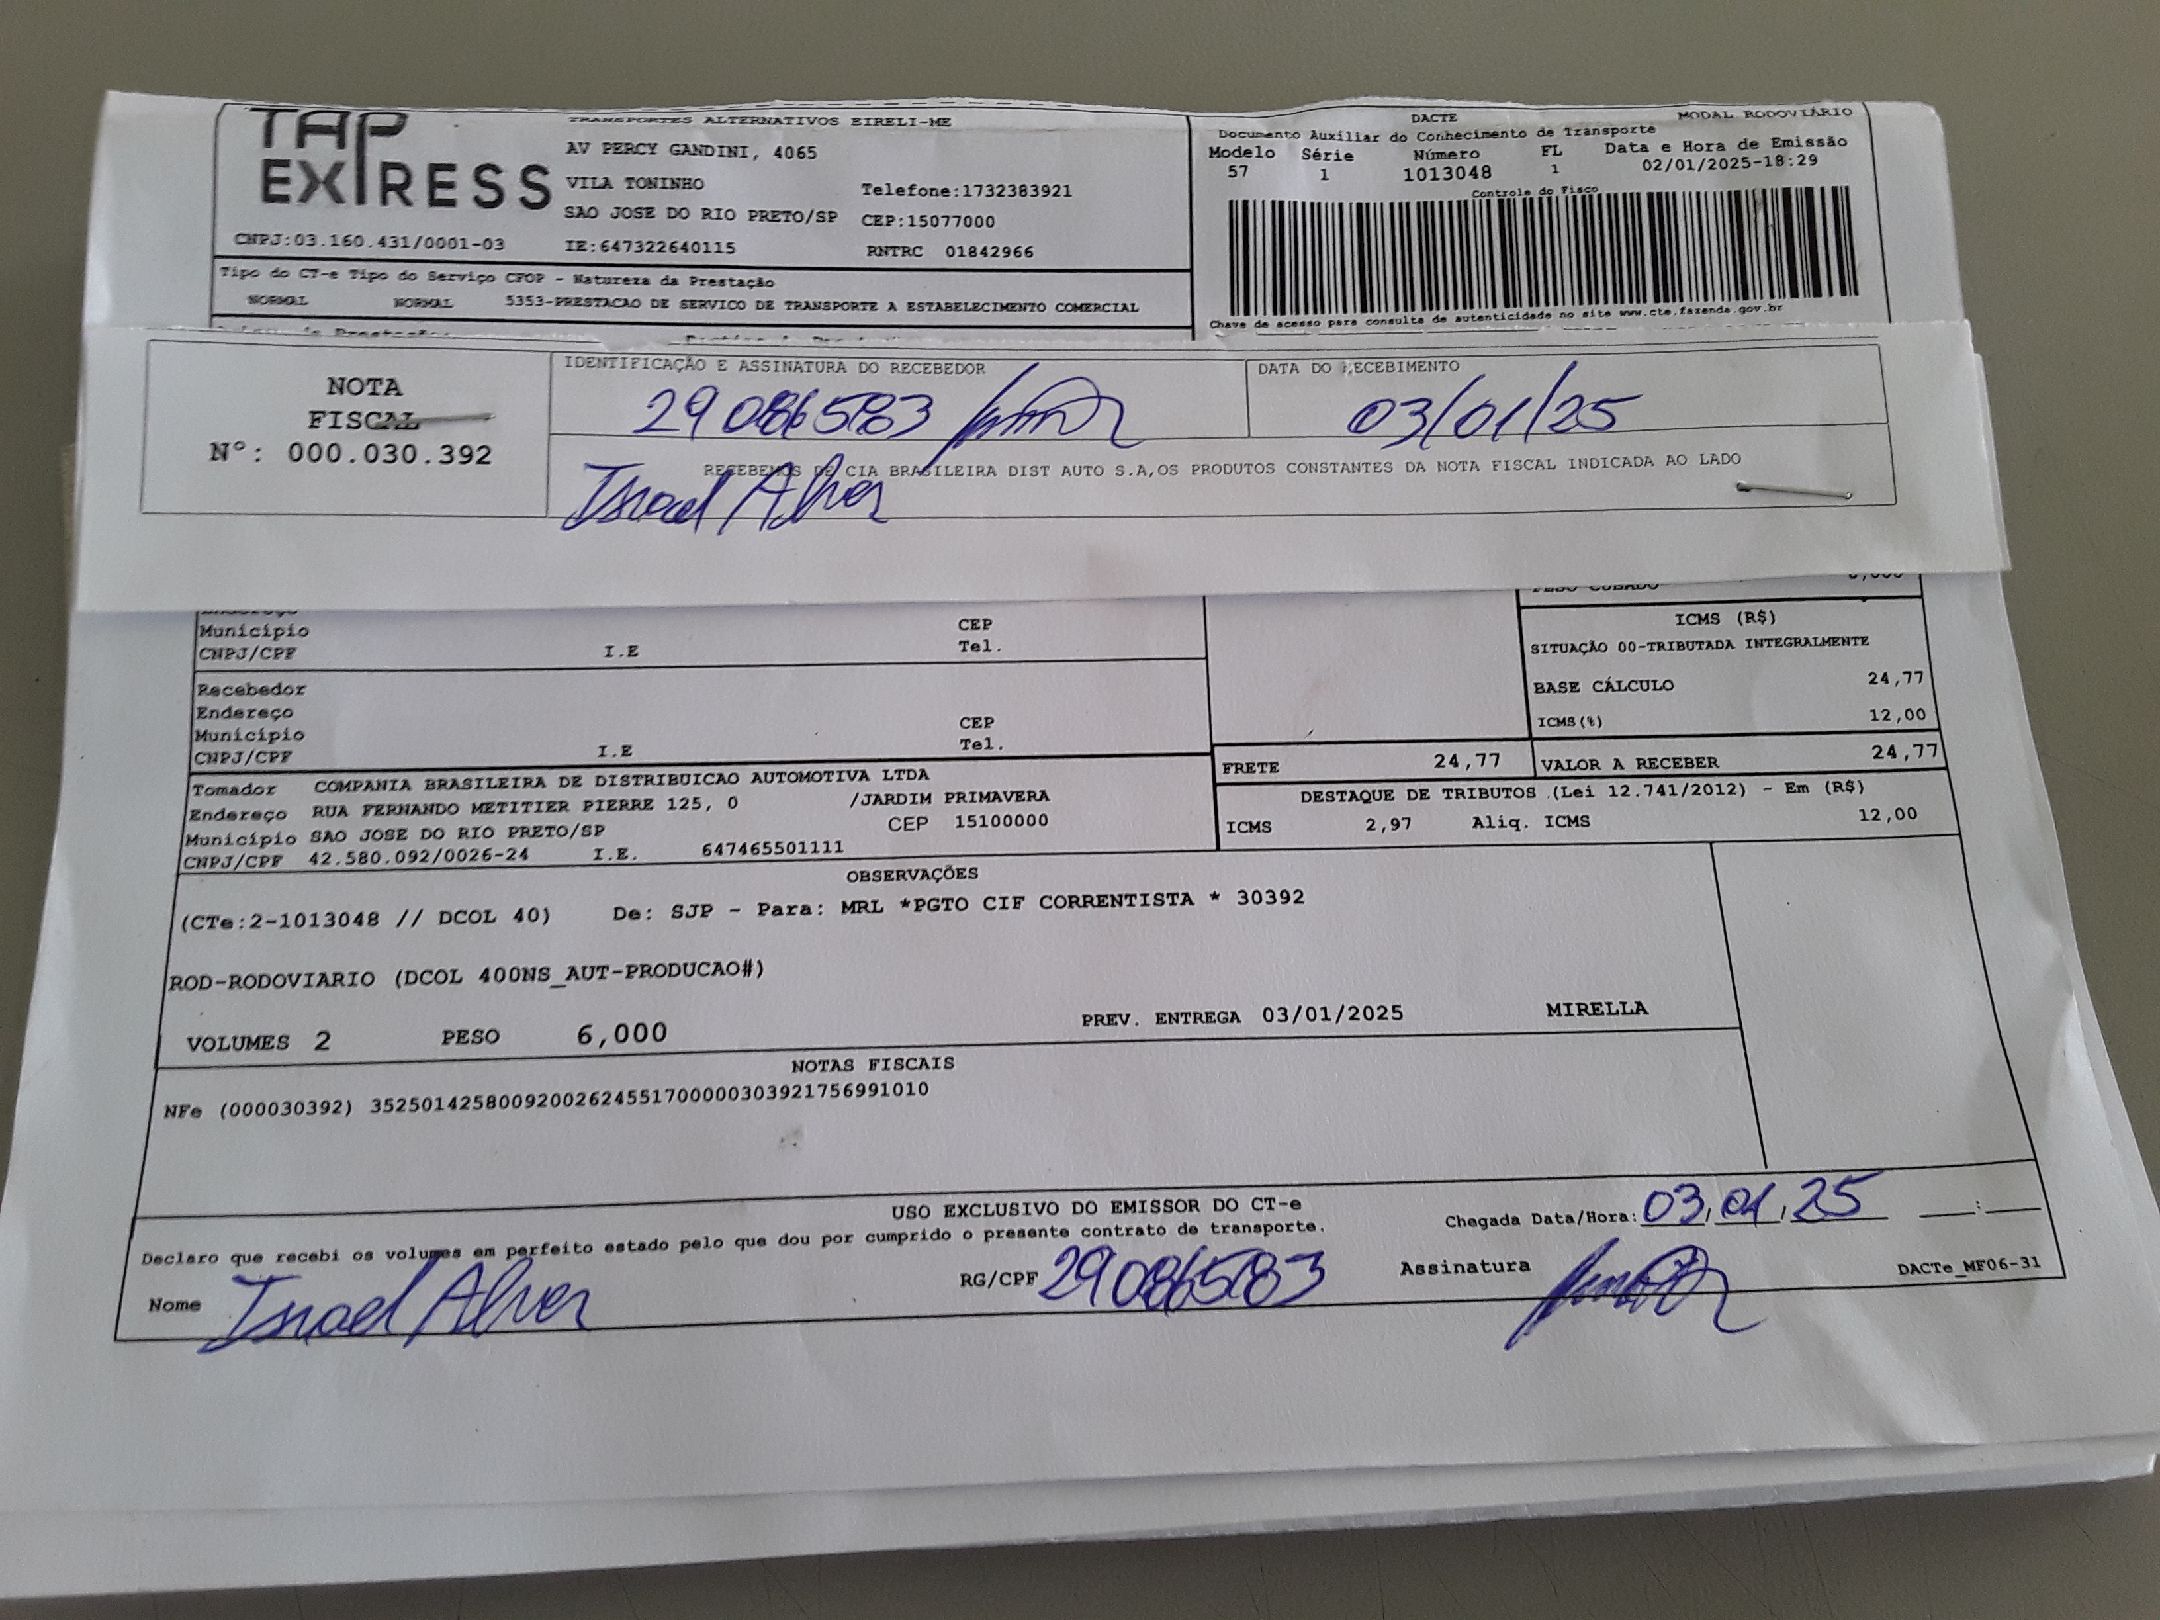 TAP
EXPRESS
TRANSPORTES ALTERNATIVOS EIRELI-ME
AV PERCY GANDINI, 4065
VILA TONINHO
Telefone:1732383921
SAO JOSE DO RIO PRETO/SP CEP:15077000
CNPJ:03.160.431/0001-03 IE:647322640115 RNTRC 01842966
DACTE MODAL RODOVIÁRIO
Documento Auxiliar do Conhecimento de Transporte
Modelo Série Número FL Data e Hora de Emissão
57 1 1013048 1 02/01/2025-18:29
Controle do Fisco
Chave de acesso para consulta de autenticidade no site www.cte.fazenda.gov.br
Tipo do CT-e Tipo do Serviço CFOP - Natureza da Prestação
NORMAL NORMAL 5353-PRESTACAO DE SERVICO DE TRANSPORTE A ESTABELECIMENTO COMERCIAL
NOTA
FISCAL
Nº: 000.030.392
IDENTIFICAÇÃO E ASSINATURA DO RECEBEDOR
290865783
DATA DO RECEBIMENTO
03/01/25
RECEBEMOS DE CIA BRASILEIRA DIST AUTO S.A,OS PRODUTOS CONSTANTES DA NOTA FISCAL INDICADA AO LADO
Israel Alves
PESO CUBADO 0,000
Endereço
Município CEP
CNPJ/CPF I.E Tel.
Recebedor
Endereço
Município CEP
CNPJ/CPF I.E Tel.
ICMS (R$)
SITUAÇÃO 00-TRIBUTADA INTEGRALMENTE
BASE CÁLCULO 24,77
ICMS(%) 12,00
FRETE 24,77 VALOR A RECEBER 24,77
Tomador COMPANIA BRASILEIRA DE DISTRIBUICAO AUTOMOTIVA LTDA
Endereço RUA FERNANDO METITIER PIERRE 125, 0 /JARDIM PRIMAVERA
Município SAO JOSE DO RIO PRETO/SP CEP 15100000
CNPJ/CPF 42.580.092/0026-24 I.E. 647465501111
DESTAQUE DE TRIBUTOS (Lei 12.741/2012) - Em (R$)
ICMS 2,97 Aliq. ICMS 12,00
OBSERVAÇÕES
(CTe:2-1013048 // DCOL 40) De: SJP - Para: MRL *PGTO CIF CORRENTISTA * 30392
ROD-RODOVIARIO (DCOL 400NS_AUT-PRODUCAO#)
VOLUMES 2 PESO 6,000 PREV. ENTREGA 03/01/2025 MIRELLA
NOTAS FISCAIS
NFe (000030392) 35250142580092002624551700000303921756991010
USO EXCLUSIVO DO EMISSOR DO CT-e
Declaro que recebi os volumes em perfeito estado pelo que dou por cumprido o presente contrato de transporte.
Chegada Data/Hora: 03/01/25 :
Nome Israel Alves RG/CPF 290865783 Assinatura
DACTe_MF06-31